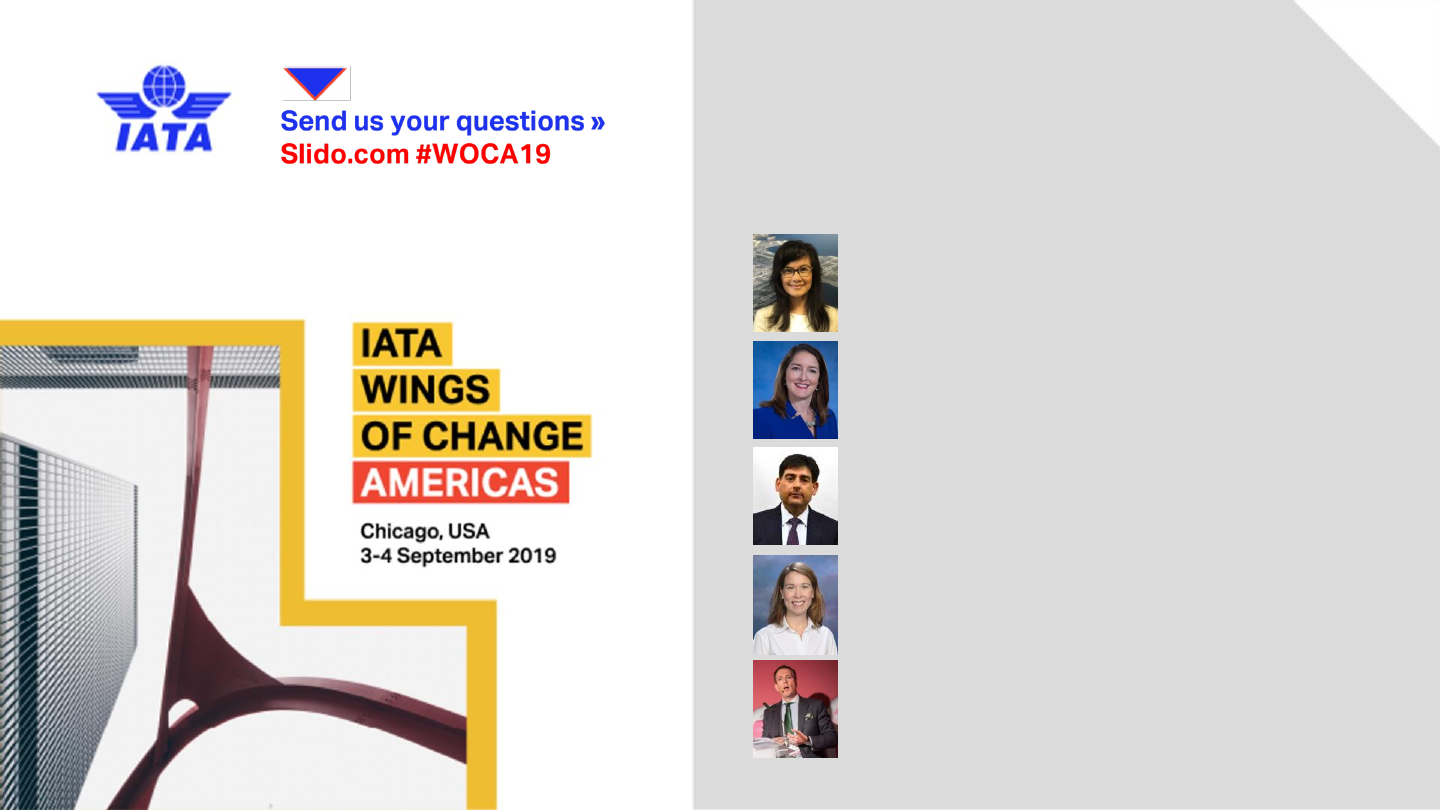 IATA
Send us your questions »
Slido.com #WOCA19
IATA
WINGS
OF CHANGE
AMERICAS
Chicago, USA
3-4 September 2019